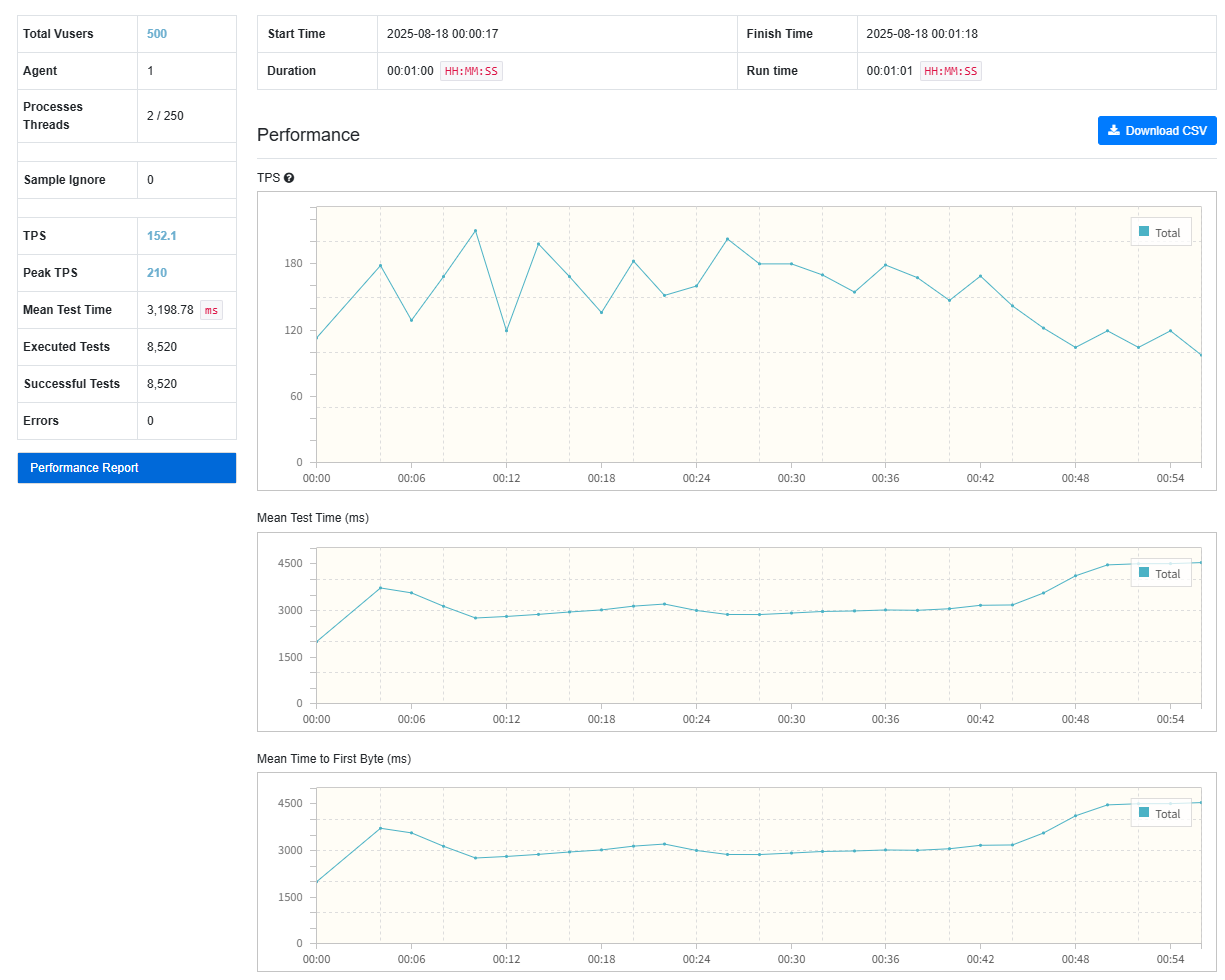 Total Vusers 500
Agent 1
Processes
Threads
2 / 250
Sample Ignore 0
TPS 152.1
Peak TPS 210
Mean Test Time 3,198.78 ms
Executed Tests 8,520
Successful Tests 8,520
Errors 0
Performance Report
Start Time 2025-08-18 00:00:17 Finish Time 2025-08-18 00:01:18
Duration 00:01:00 HH:MM:SS Run time 00:01:01 HH:MM:SS
Performance
Download CSV
TPS ?
Total
180
120
60
0
00:00 00:06 00:12 00:18 00:24 00:30 00:36 00:42 00:48 00:54
Mean Test Time (ms)
4500
Total
3000
1500
0
00:00 00:06 00:12 00:18 00:24 00:30 00:36 00:42 00:48 00:54
Mean Time to First Byte (ms)
4500
Total
3000
1500
0
00:00 00:06 00:12 00:18 00:24 00:30 00:36 00:42 00:48 00:54